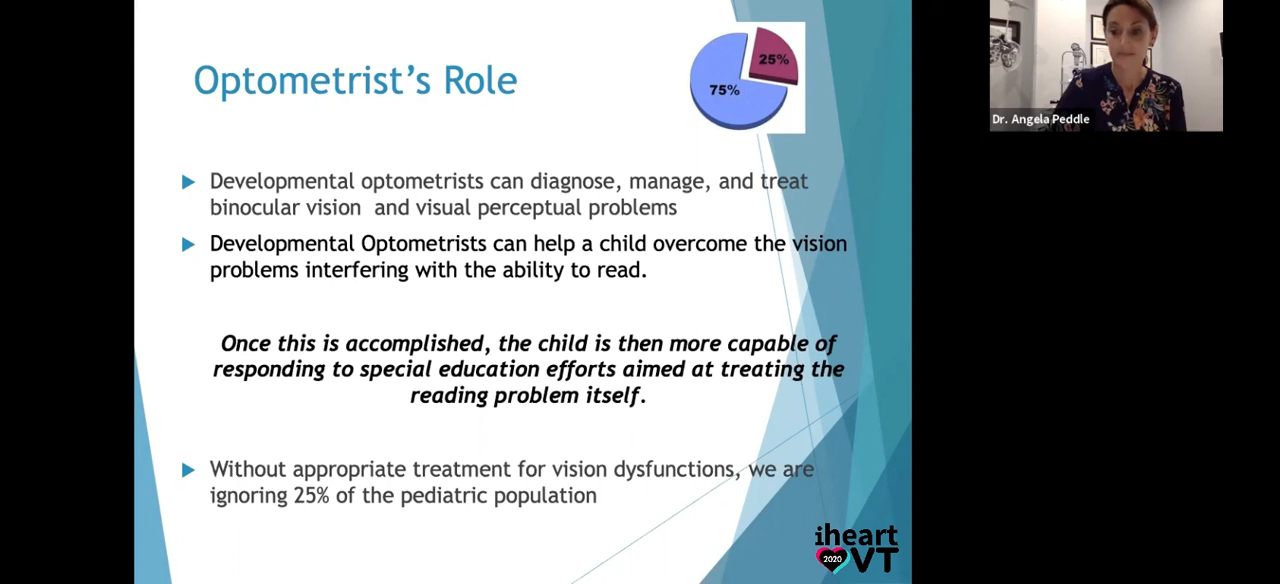 Optometrist's Role
75%
25%
Dr. Angela Peddle
Developmental optometrists can diagnose, manage, and treat
binocular vision and visual perceptual problems
Developmental Optometrists can help a child overcome the vision
problems interfering with the ability to read.
Once this is accomplished, the child is then more capable of
responding to special education efforts aimed at treating the
reading problem itself.
Without appropriate treatment for vision dysfunctions, we are
ignoring 25% of the pediatric population
iheart
2020 VT